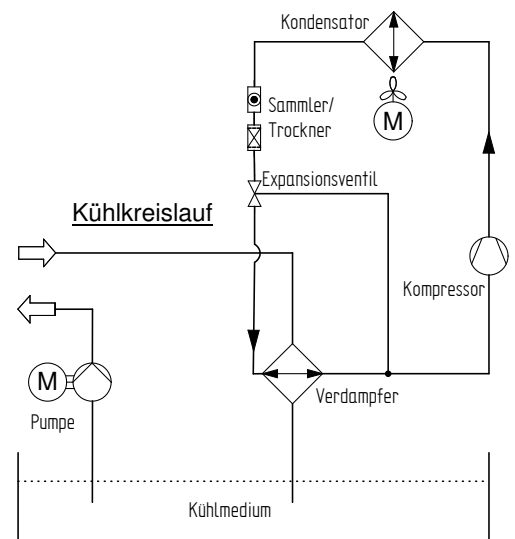 Kondensator
Sammler/
Trockner
M
Expansionsventil
Kühlkreislauf
Kompressor
M
Verdampfer
Pumpe
Kühlmedium